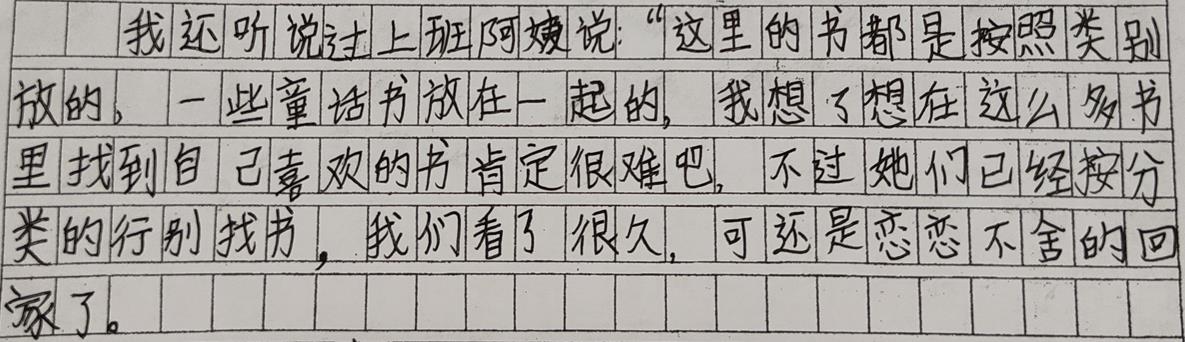 我还听说过上班阿姨说:“这里的书都是按照类别
放的,一些童话书放在一起的,我想了想在这么多书
里找到自己喜欢的书肯定很难吧,不过她们已经按分
类的行别找书,我们看了很久,可还是恋恋不舍的回
家了。